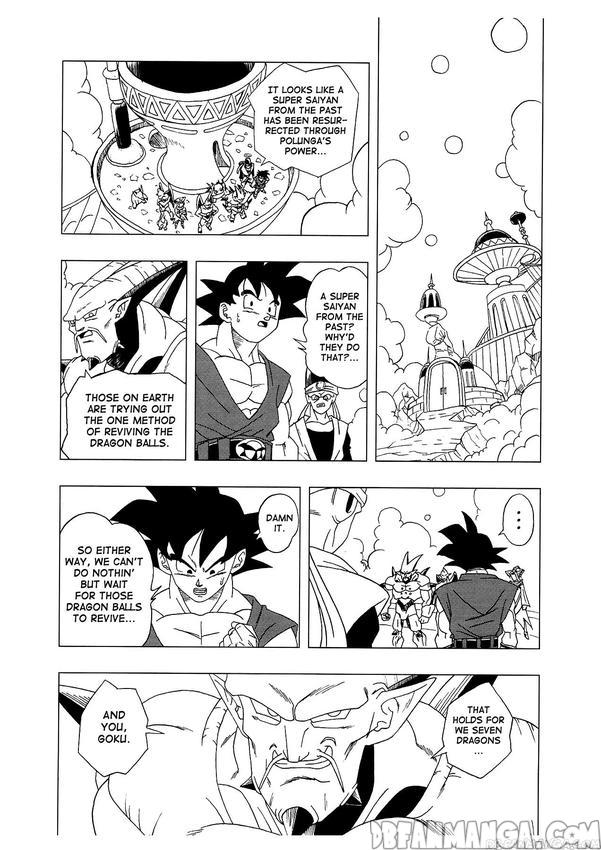 IT LOOKS LIKE A
SUPER SAIYAN
FROM THE PAST
HAS BEEN RESUR-
RECTED THROUGH
POLUNGA'S
POWER...
A SUPER
SAIYAN
FROM THE
PAST?
WHY'D
THEY DO
THAT?...
THOSE ON EARTH
ARE TRYING OUT
THE ONE METHOD
OF REVIVING THE
DRAGON BALLS.
...
DAMN
IT.
SO EITHER
WAY, WE CAN'T
DO NOTHIN'
BUT WAIT
FOR THOSE
DRAGON BALLS
TO REVIVE...
THAT
HOLDS FOR
WE SEVEN
DRAGONS
...
AND
YOU,
GOKU.
DBFANMANGA.COM